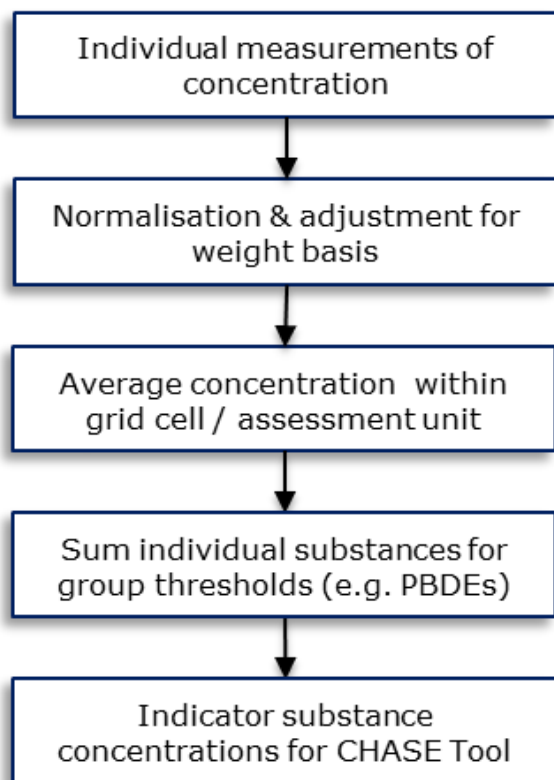 Individual measurements of
concentration
Normalisation & adjustment for
weight basis
Average concentration within
grid cell / assessment unit
Sum individual substances for
group thresholds (e.g. PBDEs)
Indicator substance
concentrations for CHASE Tool